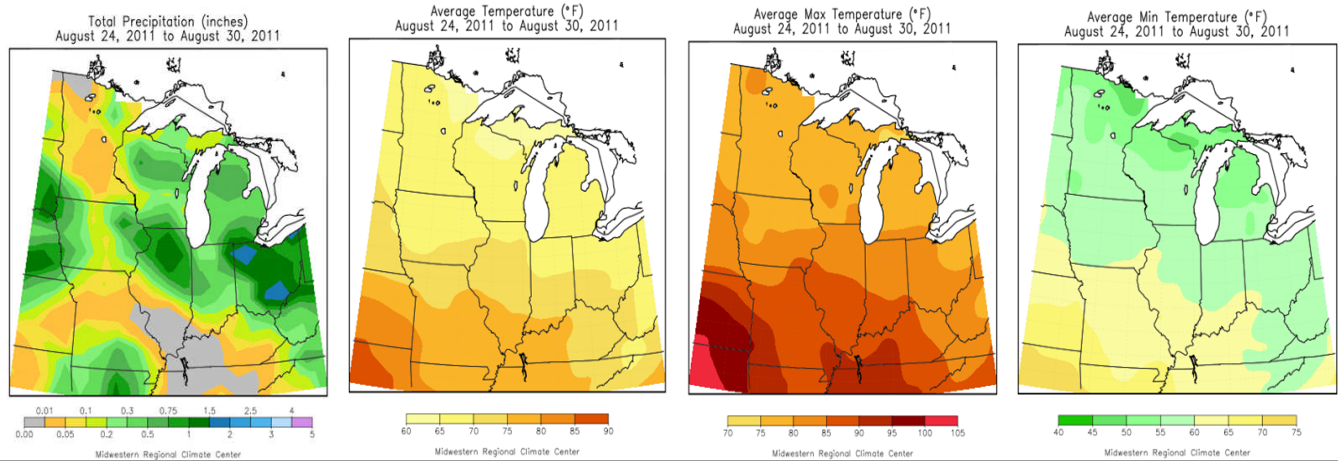 Total Precipitation (inches)
August 24, 2011 to August 30, 2011
0.01 0.1 0.3 0.75 1.5 2.5 4
0.00 0.05 0.2 0.5 1 2 3 5
Midwestern Regional Climate Center
Average Temperature (°F)
August 24, 2011 to August 30, 2011
60 65 70 75 80 85 90
Midwestern Regional Climate Center
Average Max Temperature (°F)
August 24, 2011 to August 30, 2011
70 75 80 85 90 95 100 105
Midwestern Regional Climate Center
Average Min Temperature (°F)
August 24, 2011 to August 30, 2011
40 45 50 55 60 65 70 75
Midwestern Regional Climate Center